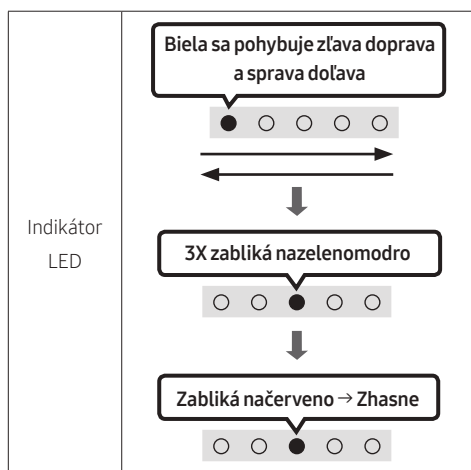 Biela sa pohybuje zľava doprava
a sprava doľava
Indikátor
LED
3X zabliká nazelenomodro
Zabliká načerveno → Zhasne